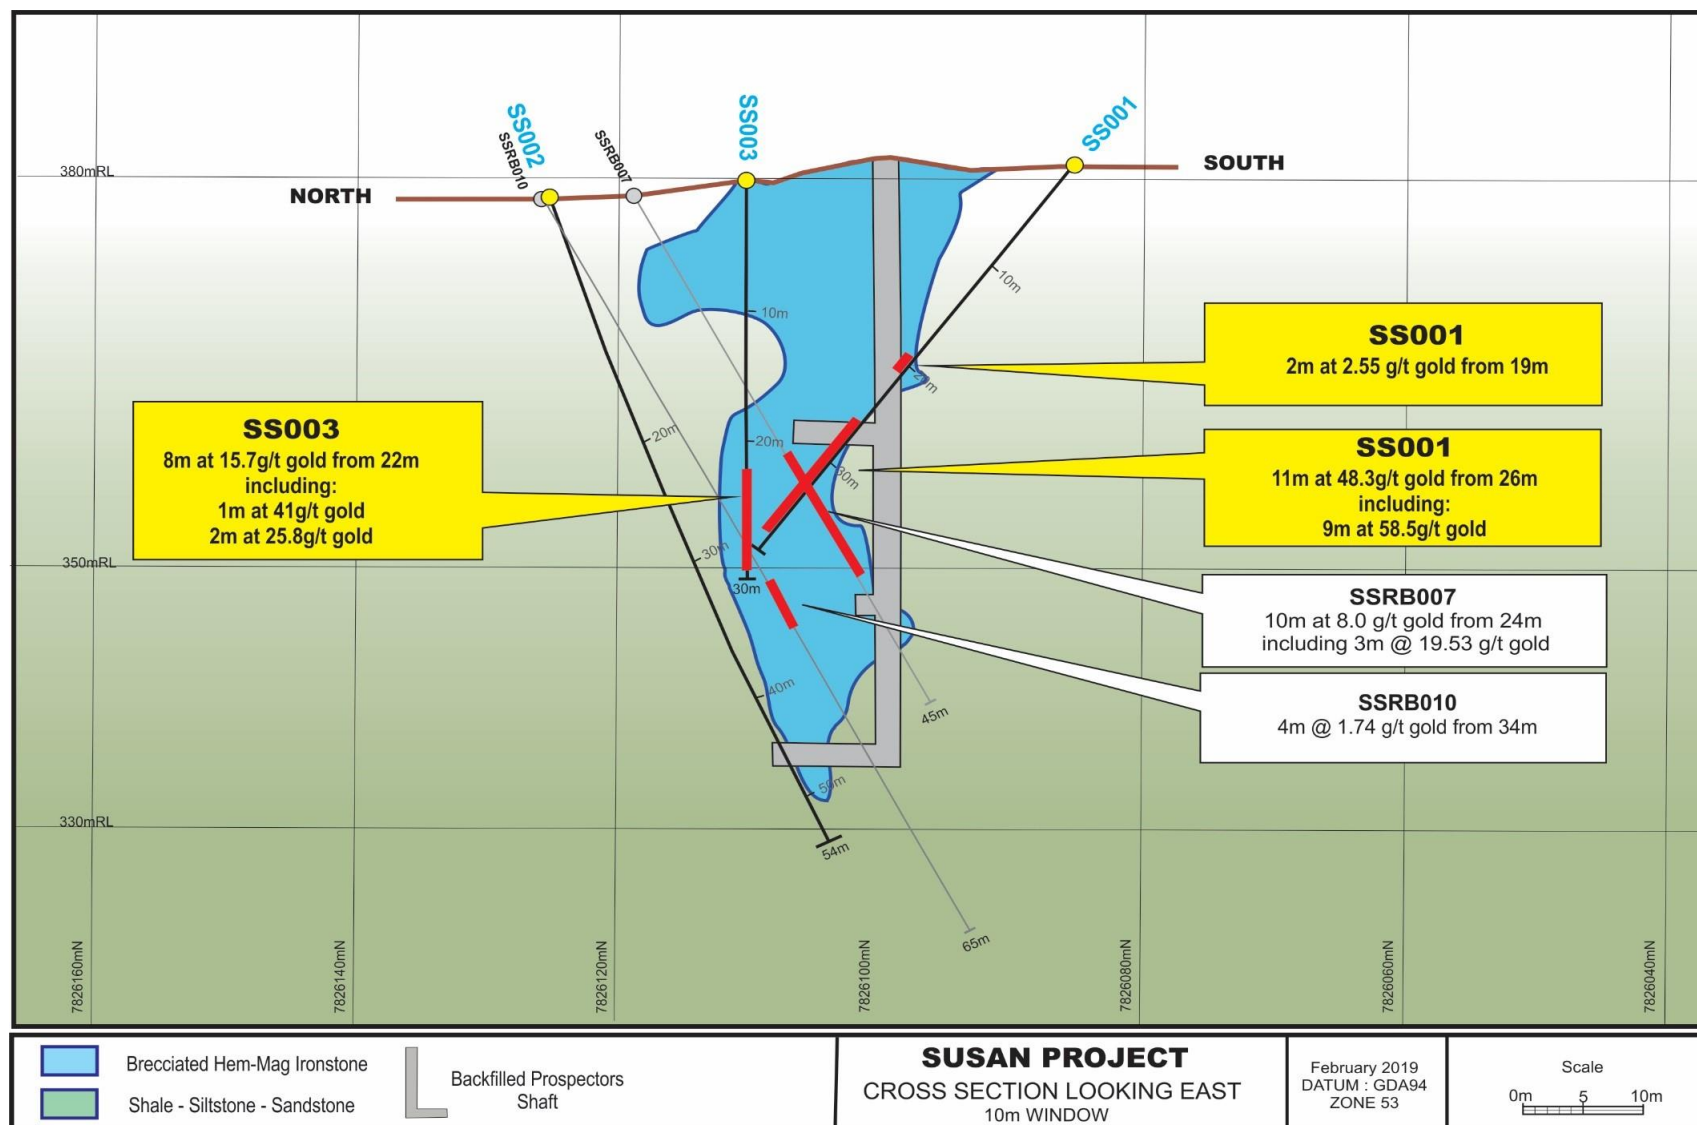 SS002
SSRB010
SSRB007
SS003
SS001
380mRL
NORTH
SOUTH
10m
10m
20m
20m
20m
30m
30m
30m
40m
50m
54m
45m
65m
350mRL
330mRL
SS001
2m at 2.55 g/t gold from 19m
SS003
8m at 15.7g/t gold from 22m
including:
1m at 41g/t gold
2m at 25.8g/t gold
SS001
11m at 48.3g/t gold from 26m
including:
9m at 58.5g/t gold
SSRB007
10m at 8.0 g/t gold from 24m
including 3m @ 19.53 g/t gold
SSRB010
4m @ 1.74 g/t gold from 34m
7826160mN
7826140mN
7826120mN
7826100mN
7826080mN
7826060mN
7826040mN
Brecciated Hem-Mag Ironstone
Shale - Siltstone - Sandstone
Backfilled Prospectors
Shaft
SUSAN PROJECT
CROSS SECTION LOOKING EAST
10m WINDOW
February 2019
DATUM : GDA94
ZONE 53
Scale
0m 5 10m